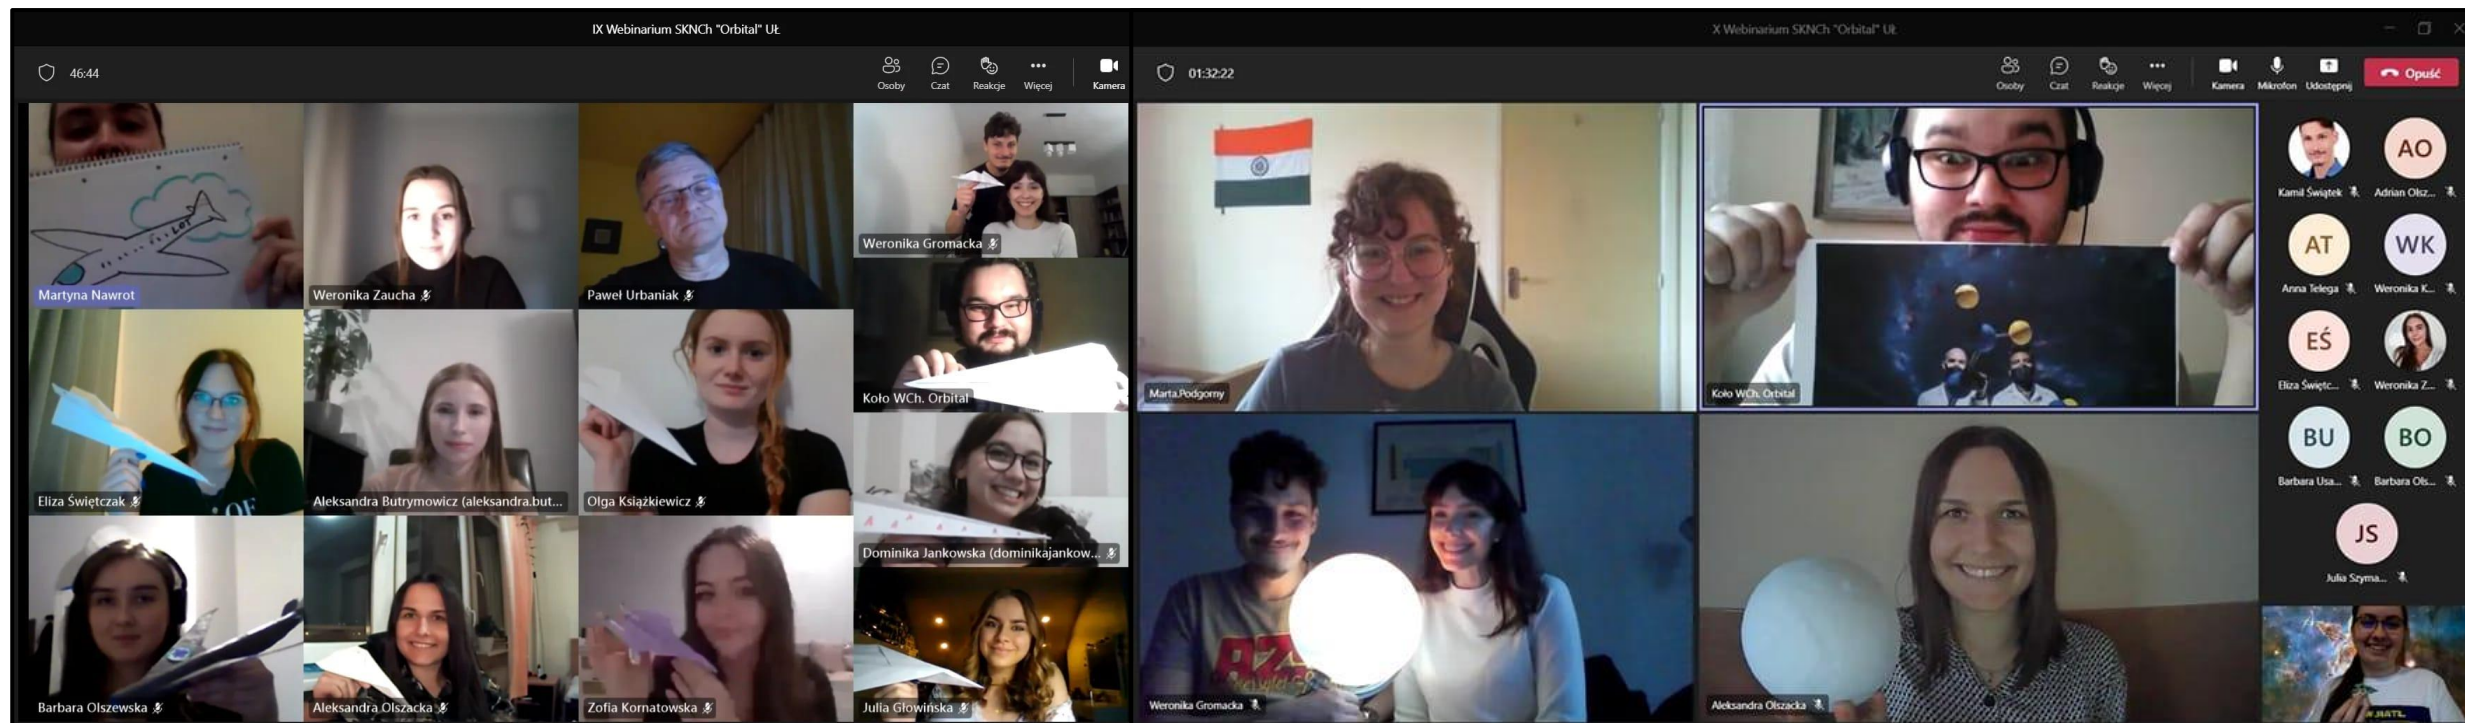 IX Webinarium SKNCh "Orbital" UŁ
46:44
Osoby
Czat
Reakcje
Więcej
Kamera
LOT
Martyna Nawrot
Weronika Zaucha
Paweł Urbaniak
Weronika Gromacka
Koło WCh. Orbital
Eliza Świętczak
Aleksandra Butrymowicz (aleksandra.but...
Olga Książkiewicz
Dominika Jankowska (dominikajankow...
Barbara Olszewska
Aleksandra Olszacka
Zofia Kornatowska
Julia Głowińska
X Webinarium SKNCh "Orbital" UŁ
01:32:22
Osoby
Czat
Reakcje
Więcej
Kamera
Mikrofon
Udostępnij
Opuść
Marta.Podgorny
Koło WCh. Orbital
Weronika Gromacka
Aleksandra Olszacka
Kamil Świątek
AO
Adrian Olsz...
AT
Anna Telega
WK
Weronika K...
EŚ
Eliza Świętc...
Weronika Z...
BU
Barbara Usa...
BO
Barbara Ols...
JS
Julia Szyma...